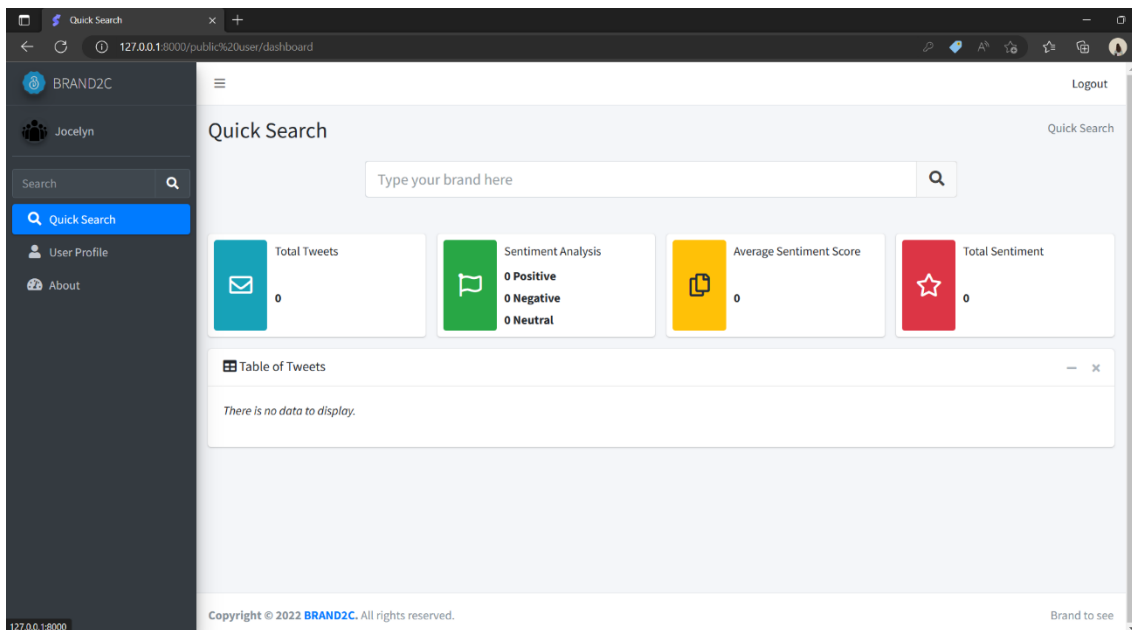 Quick Search
127.0.0.1:8000/public%20user/dashboard
BRAND2C
Logout
Jocelyn
Quick Search
Quick Search
Search
Type your brand here
Quick Search
User Profile
About
Total Tweets
0
Sentiment Analysis
0 Positive
0 Negative
0 Neutral
Average Sentiment Score
0
Total Sentiment
0
Table of Tweets
There is no data to display.
Copyright © 2022 BRAND2C. All rights reserved.
Brand to see
127.0.0.1:8000